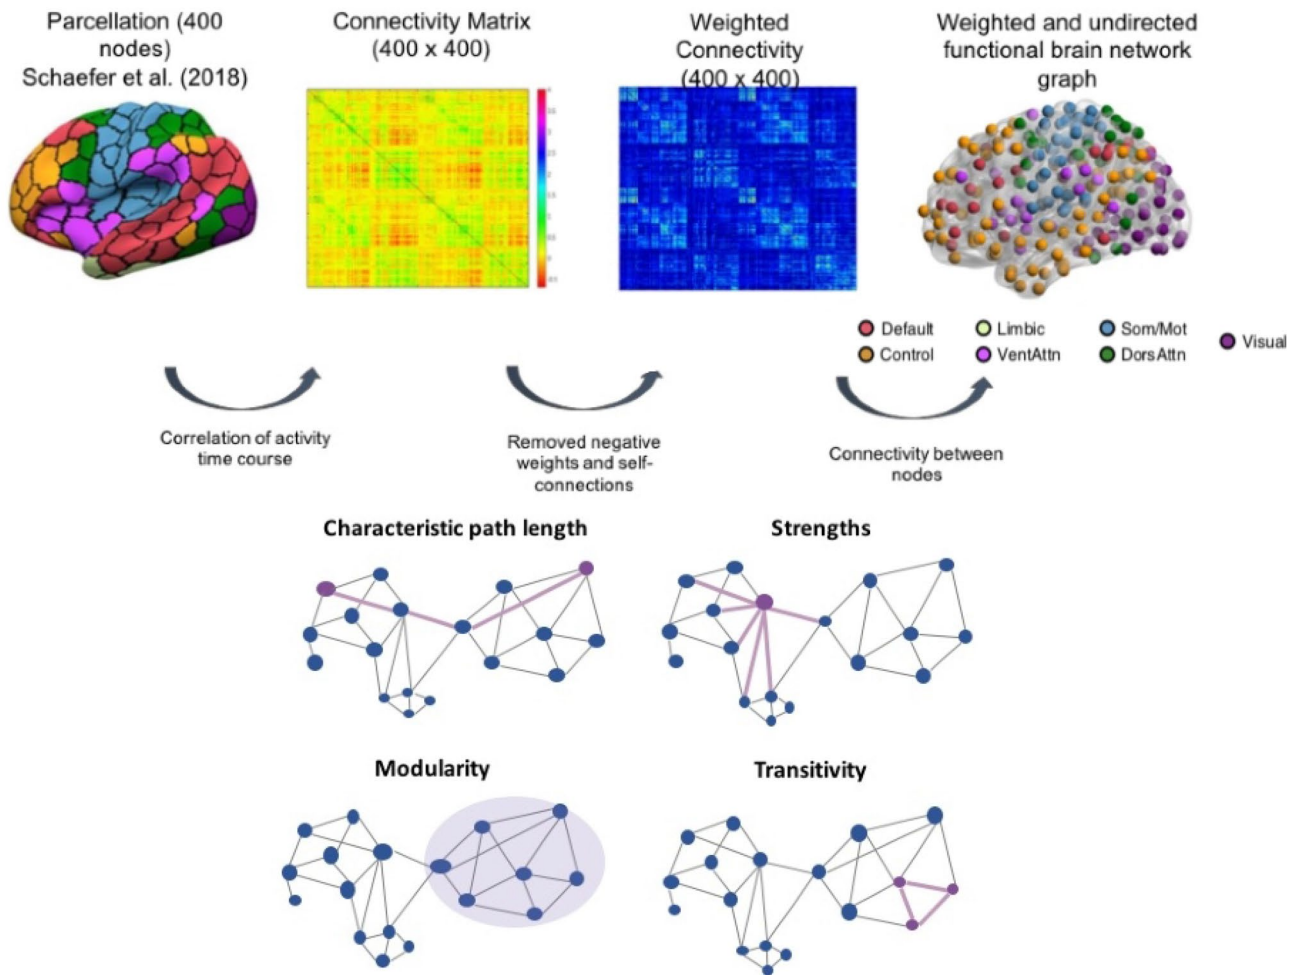 Parcellation (400
nodes)
Schaefer et al. (2018)
Connectivity Matrix
(400 x 400)
Weighted
Connectivity
(400 x 400)
Weighted and undirected
functional brain network
graph
Default
Limbic
Som/Mot
Visual
Control
VentAttn
DorsAttn
Correlation of activity
time course
Removed negative
weights and self-
connections
Connectivity between
nodes
Characteristic path length
Strengths
Modularity
Transitivity